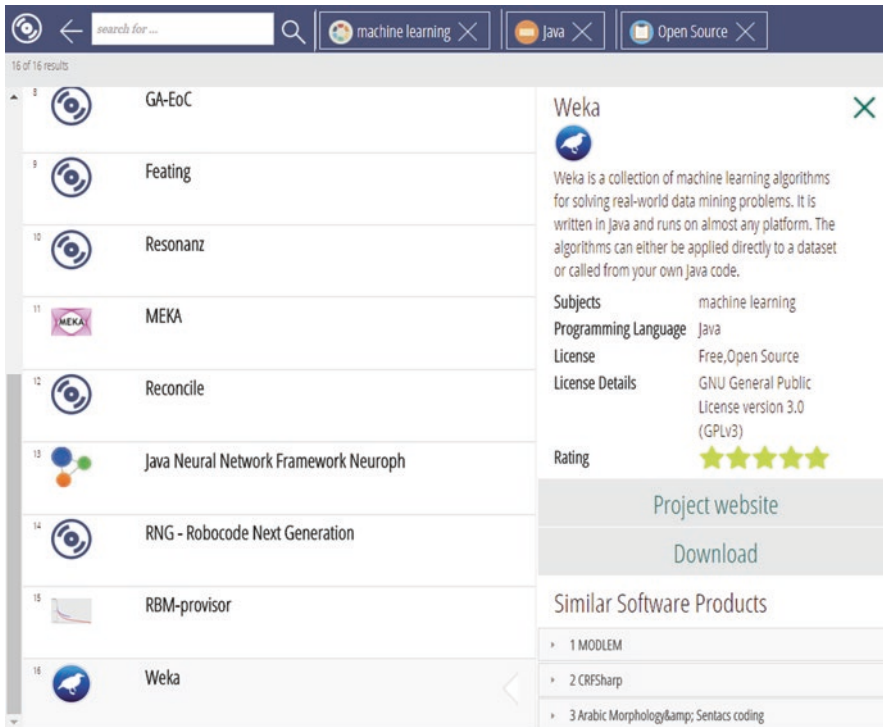 search for ...
machine learning
Java
Open Source
16 of 16 results
8 GA-EoC
9 Feating
10 Resonanz
11 MEKA MEKA
12 Reconcile
13 Java Neural Network Framework Neuroph
14 RNG - Robocode Next Generation
15 RBM-provisor
16 Weka
Weka
Weka is a collection of machine learning algorithms
for solving real-world data mining problems. It is
written in Java and runs on almost any platform. The
algorithms can either be applied directly to a dataset
or called from your own Java code.
Subjects machine learning
Programming Language Java
License Free,Open Source
License Details GNU General Public
License version 3.0
(GPLv3)
Rating
Project website
Download
Similar Software Products
1 MODLEM
2 CRFSharp
3 Arabic Morphology&amp; Sentacs coding